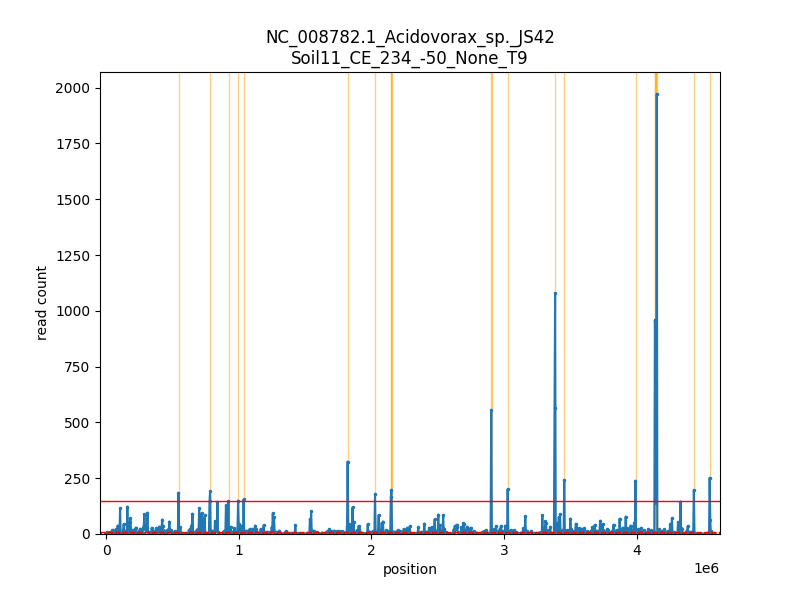 NC_008782.1_Acidovorax_sp._JS42
Soil11_CE_234_-50_None_T9
2000
1750
1500
1250
1000
750
500
250
0
read count
0
1
2
3
4
1e6
position